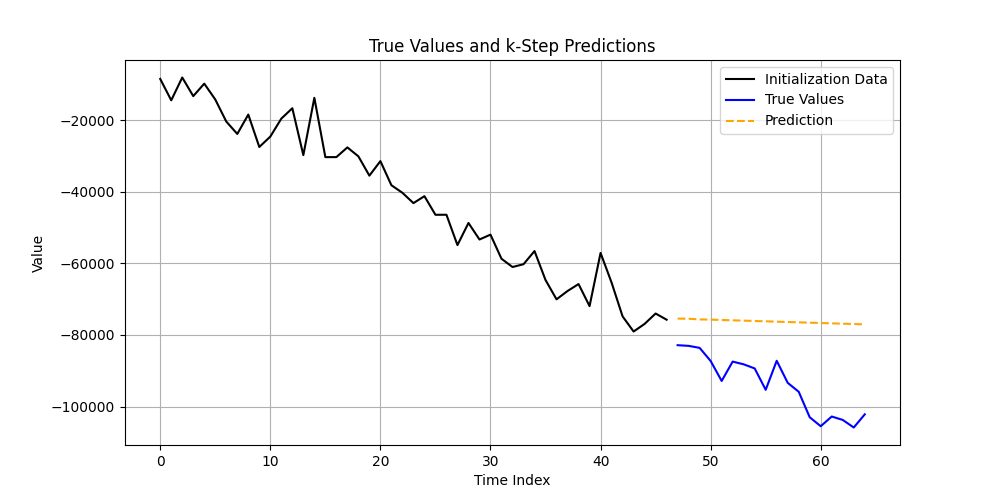 True Values and k-Step Predictions
Initialization Data
True Values
Prediction
Value
−20000
−40000
−60000
−80000
−100000
0 10 20 30 40 50 60
Time Index